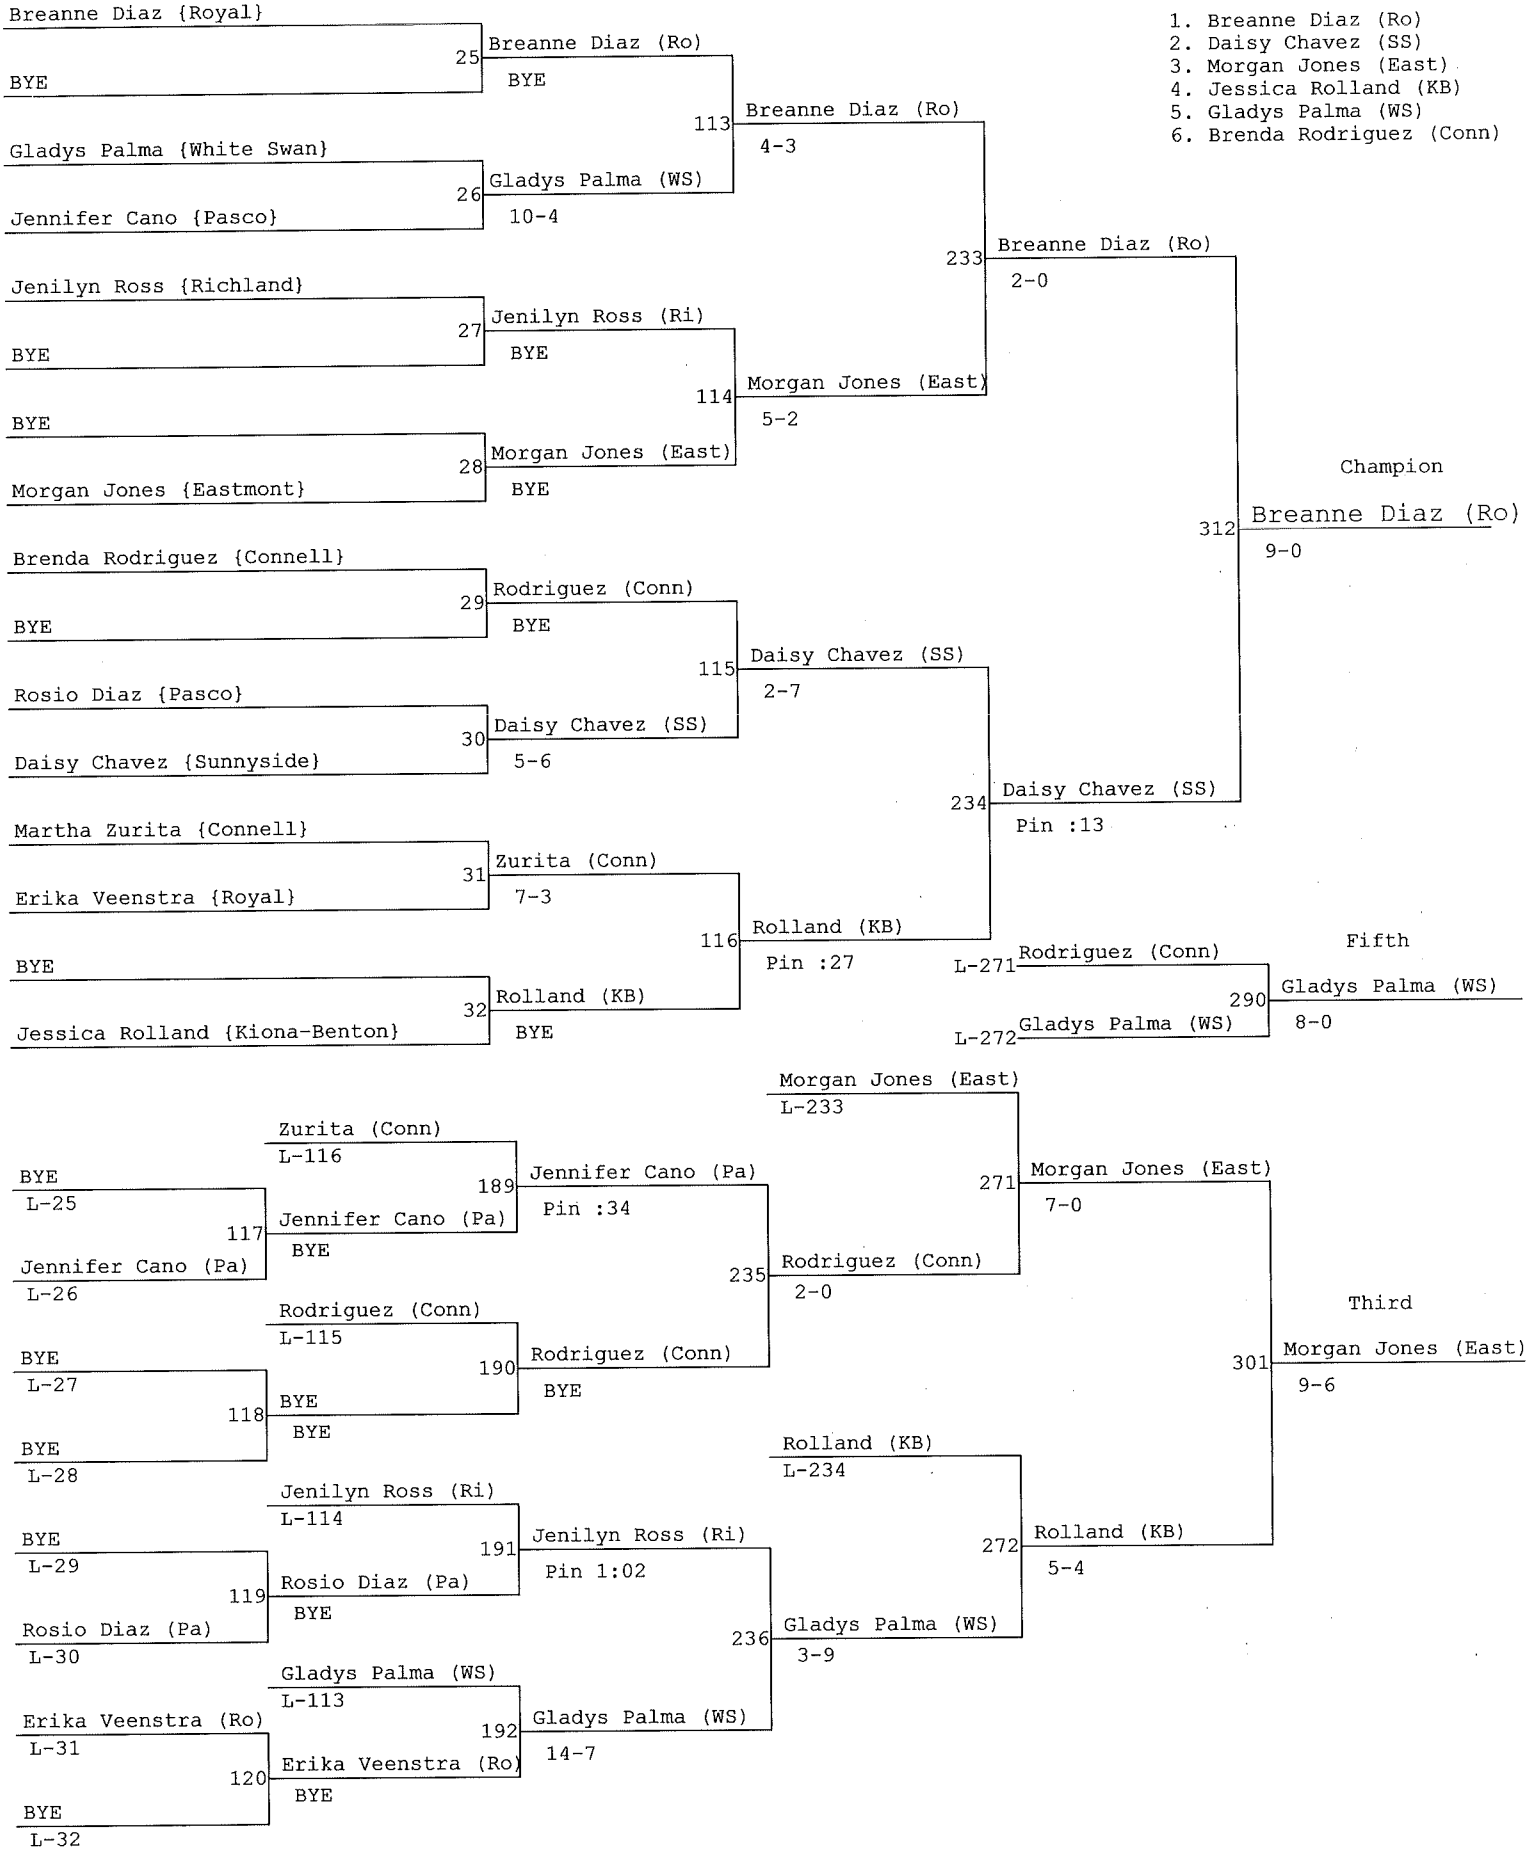 Breanne Diaz {Royal}
BYE
25
Breanne Diaz (Ro)
BYE
Gladys Palma {White Swan}
Jennifer Cano {Pasco}
26
Gladys Palma (WS)
10-4
113
Breanne Diaz (Ro)
4-3
Jenilyn Ross {Richland}
BYE
27
Jenilyn Ross (Ri)
BYE
BYE
Morgan Jones {Eastmont}
28
Morgan Jones (East)
BYE
114
Morgan Jones (East)
5-2
233
Breanne Diaz (Ro)
2-0
Brenda Rodriguez {Connell}
BYE
29
Rodriguez (Conn)
BYE
Rosio Diaz {Pasco}
Daisy Chavez {Sunnyside}
30
Daisy Chavez (SS)
5-6
115
Daisy Chavez (SS)
2-7
Martha Zurita {Connell}
Erika Veenstra {Royal}
31
Zurita (Conn)
7-3
BYE
Jessica Rolland {Kiona-Benton}
32
Rolland (KB)
BYE
116
Rolland (KB)
Pin :27
234
Daisy Chavez (SS)
Pin :13
312
Champion
Breanne Diaz (Ro)
9-0
1. Breanne Diaz (Ro)
2. Daisy Chavez (SS)
3. Morgan Jones (East)
4. Jessica Rolland (KB)
5. Gladys Palma (WS)
6. Brenda Rodriguez (Conn)
L-271
Rodriguez (Conn)
L-272
Gladys Palma (WS)
290
Fifth
Gladys Palma (WS)
8-0
BYE
L-25
Jennifer Cano (Pa)
L-26
117
Zurita (Conn)
L-116
Jennifer Cano (Pa)
BYE
189
Jennifer Cano (Pa)
Pin :34
BYE
L-27
BYE
L-28
118
Rodriguez (Conn)
L-115
BYE
BYE
190
Rodriguez (Conn)
BYE
235
Rodriguez (Conn)
2-0
Morgan Jones (East)
L-233
271
Morgan Jones (East)
7-0
BYE
L-29
Rosio Diaz (Pa)
L-30
119
Jenilyn Ross (Ri)
L-114
Rosio Diaz (Pa)
BYE
191
Jenilyn Ross (Ri)
Pin 1:02
Erika Veenstra (Ro)
L-31
BYE
L-32
120
Gladys Palma (WS)
L-113
Erika Veenstra (Ro)
BYE
192
Gladys Palma (WS)
14-7
236
Gladys Palma (WS)
3-9
Rolland (KB)
L-234
272
Rolland (KB)
5-4
301
Third
Morgan Jones (East)
9-6